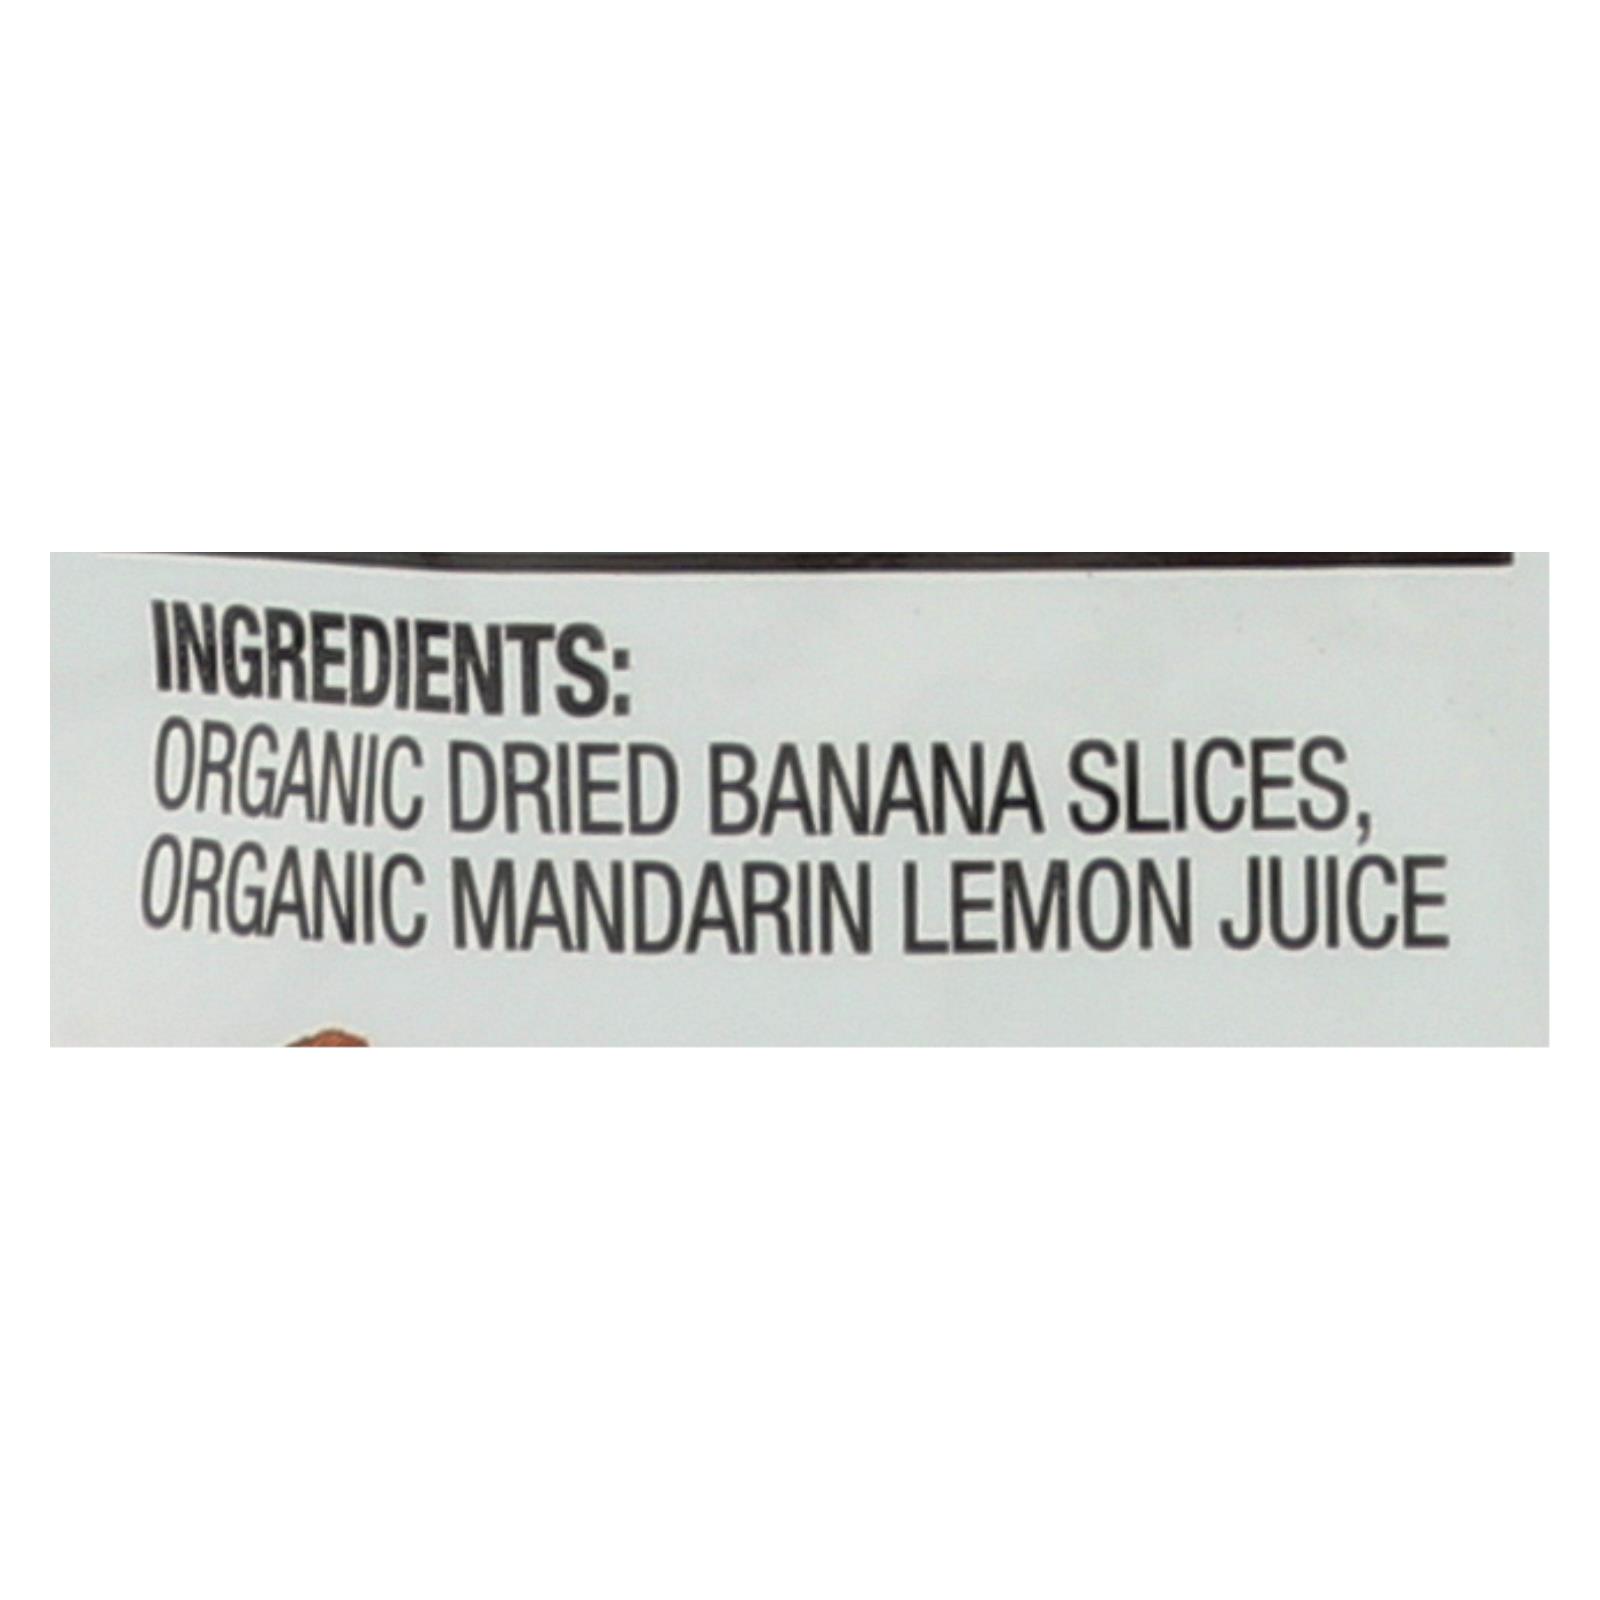 INGREDIENTS:
ORGANIC DRIED BANANA SLICES,
ORGANIC MANDARIN LEMON JUICE